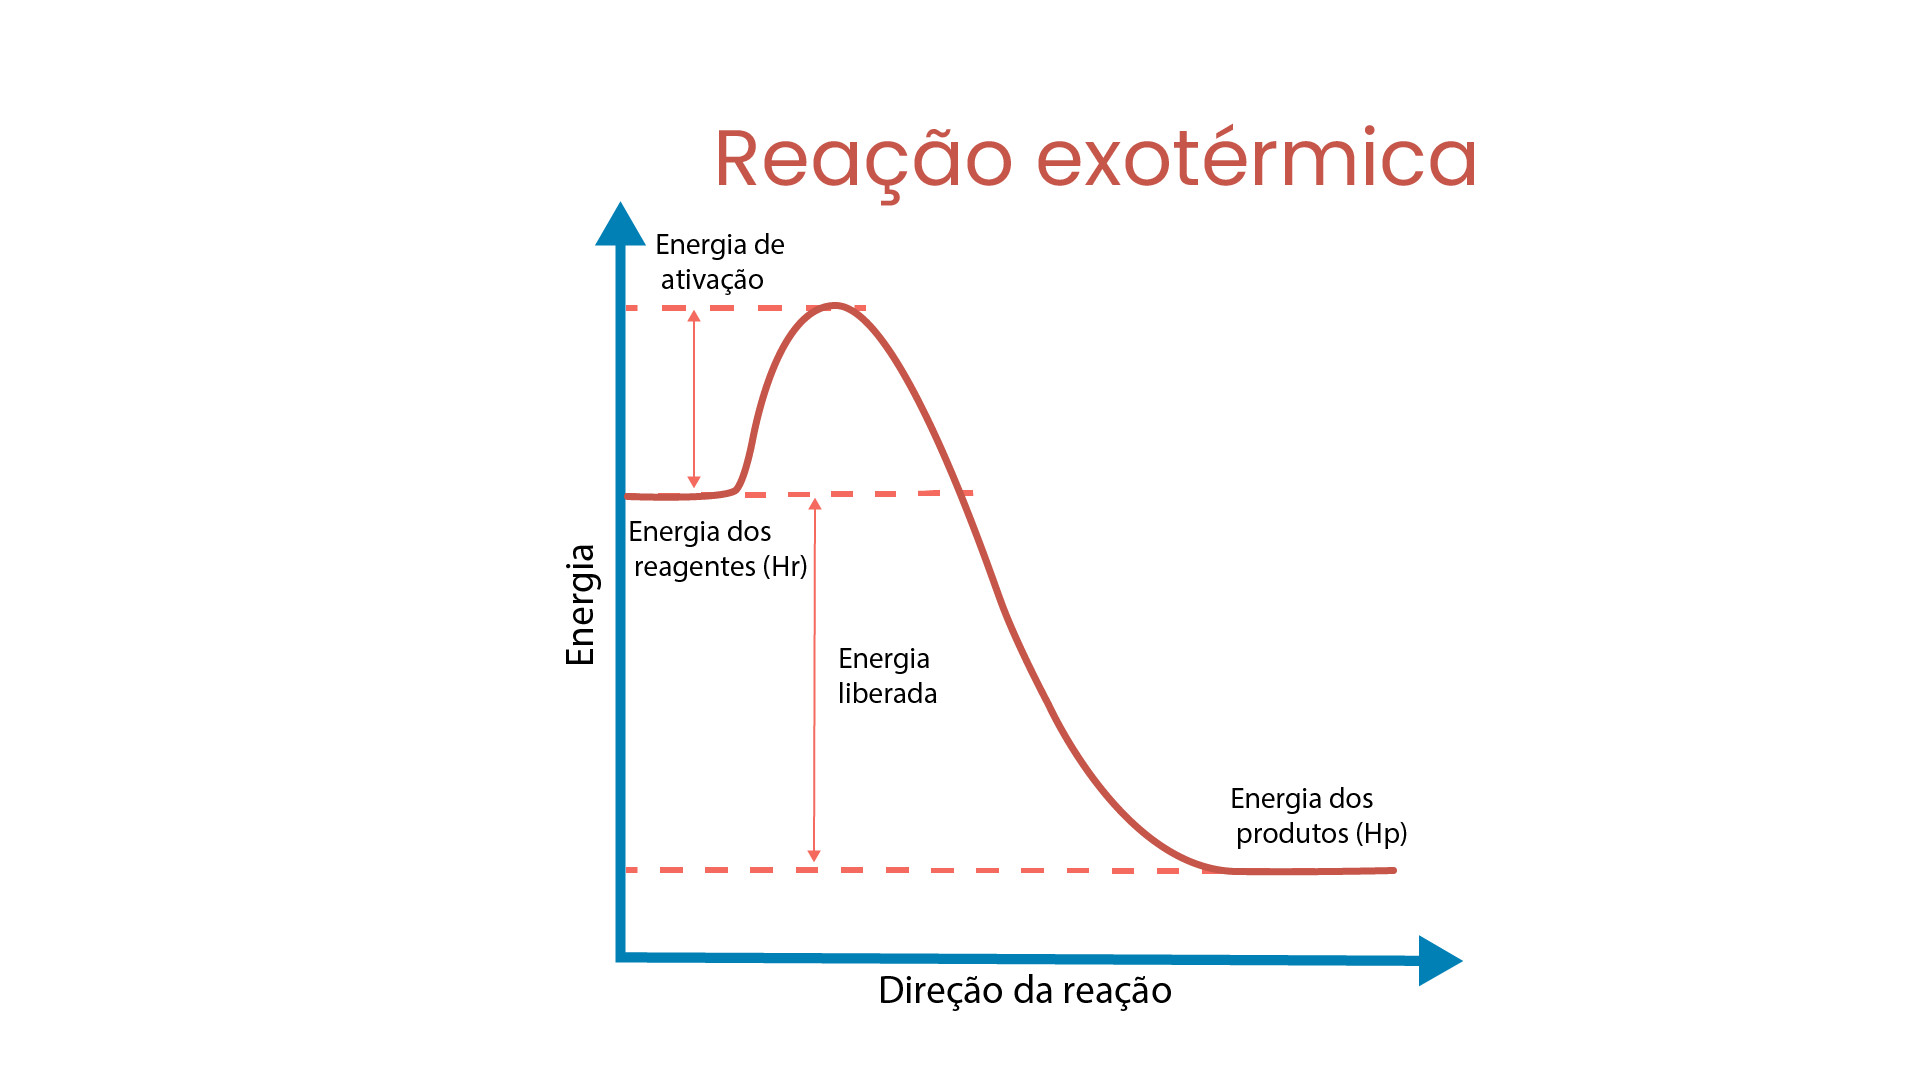 Reação exotérmica
Energia de
ativação
Energia dos
reagentes (Hr)
Energia
Energia
liberada
Energia dos
produtos (Hp)
Direção da reação